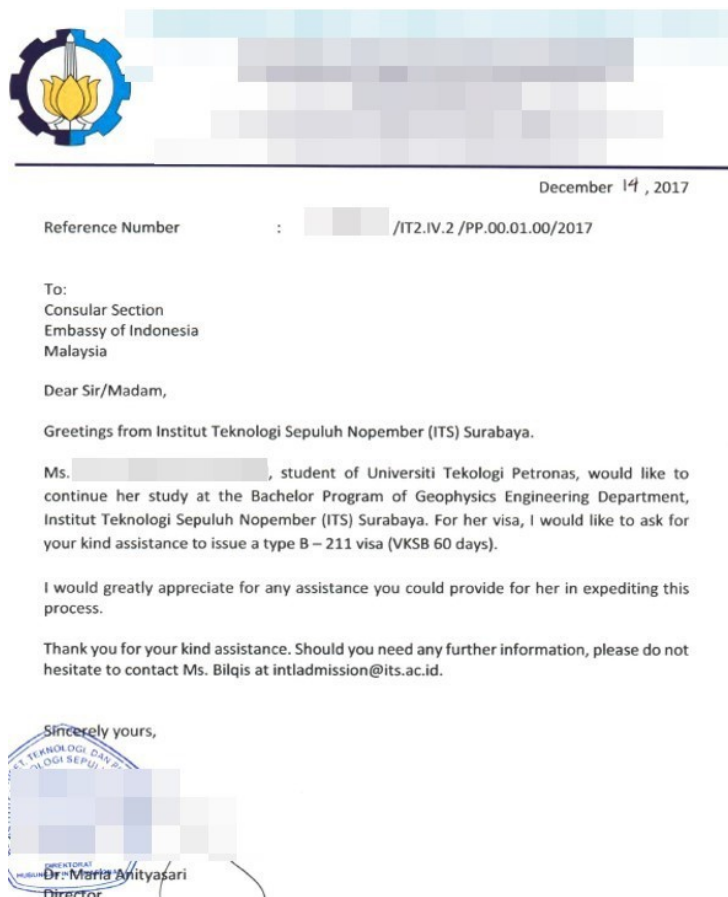 December 14, 2017
Reference Number : /IT2.IV.2 /PP.00.01.00/2017
To:
Consular Section
Embassy of Indonesia
Malaysia
Dear Sir/Madam,
Greetings from Institut Teknologi Sepuluh Nopember (ITS) Surabaya.
Ms. , student of Universiti Tekologi Petronas, would like to
continue her study at the Bachelor Program of Geophysics Engineering Department,
Institut Teknologi Sepuluh Nopember (ITS) Surabaya. For her visa, I would like to ask for
your kind assistance to issue a type B – 211 visa (VKSB 60 days).
I would greatly appreciate for any assistance you could provide for her in expediting this
process.
Thank you for your kind assistance. Should you need any further information, please do not
hesitate to contact Ms. Bilqis at intladmission@its.ac.id.
Sincerely yours,
TEKNOLOGI, DAN
OGI SEPUL
DIREKTORAT
Dr. Maria Anityasari
Director